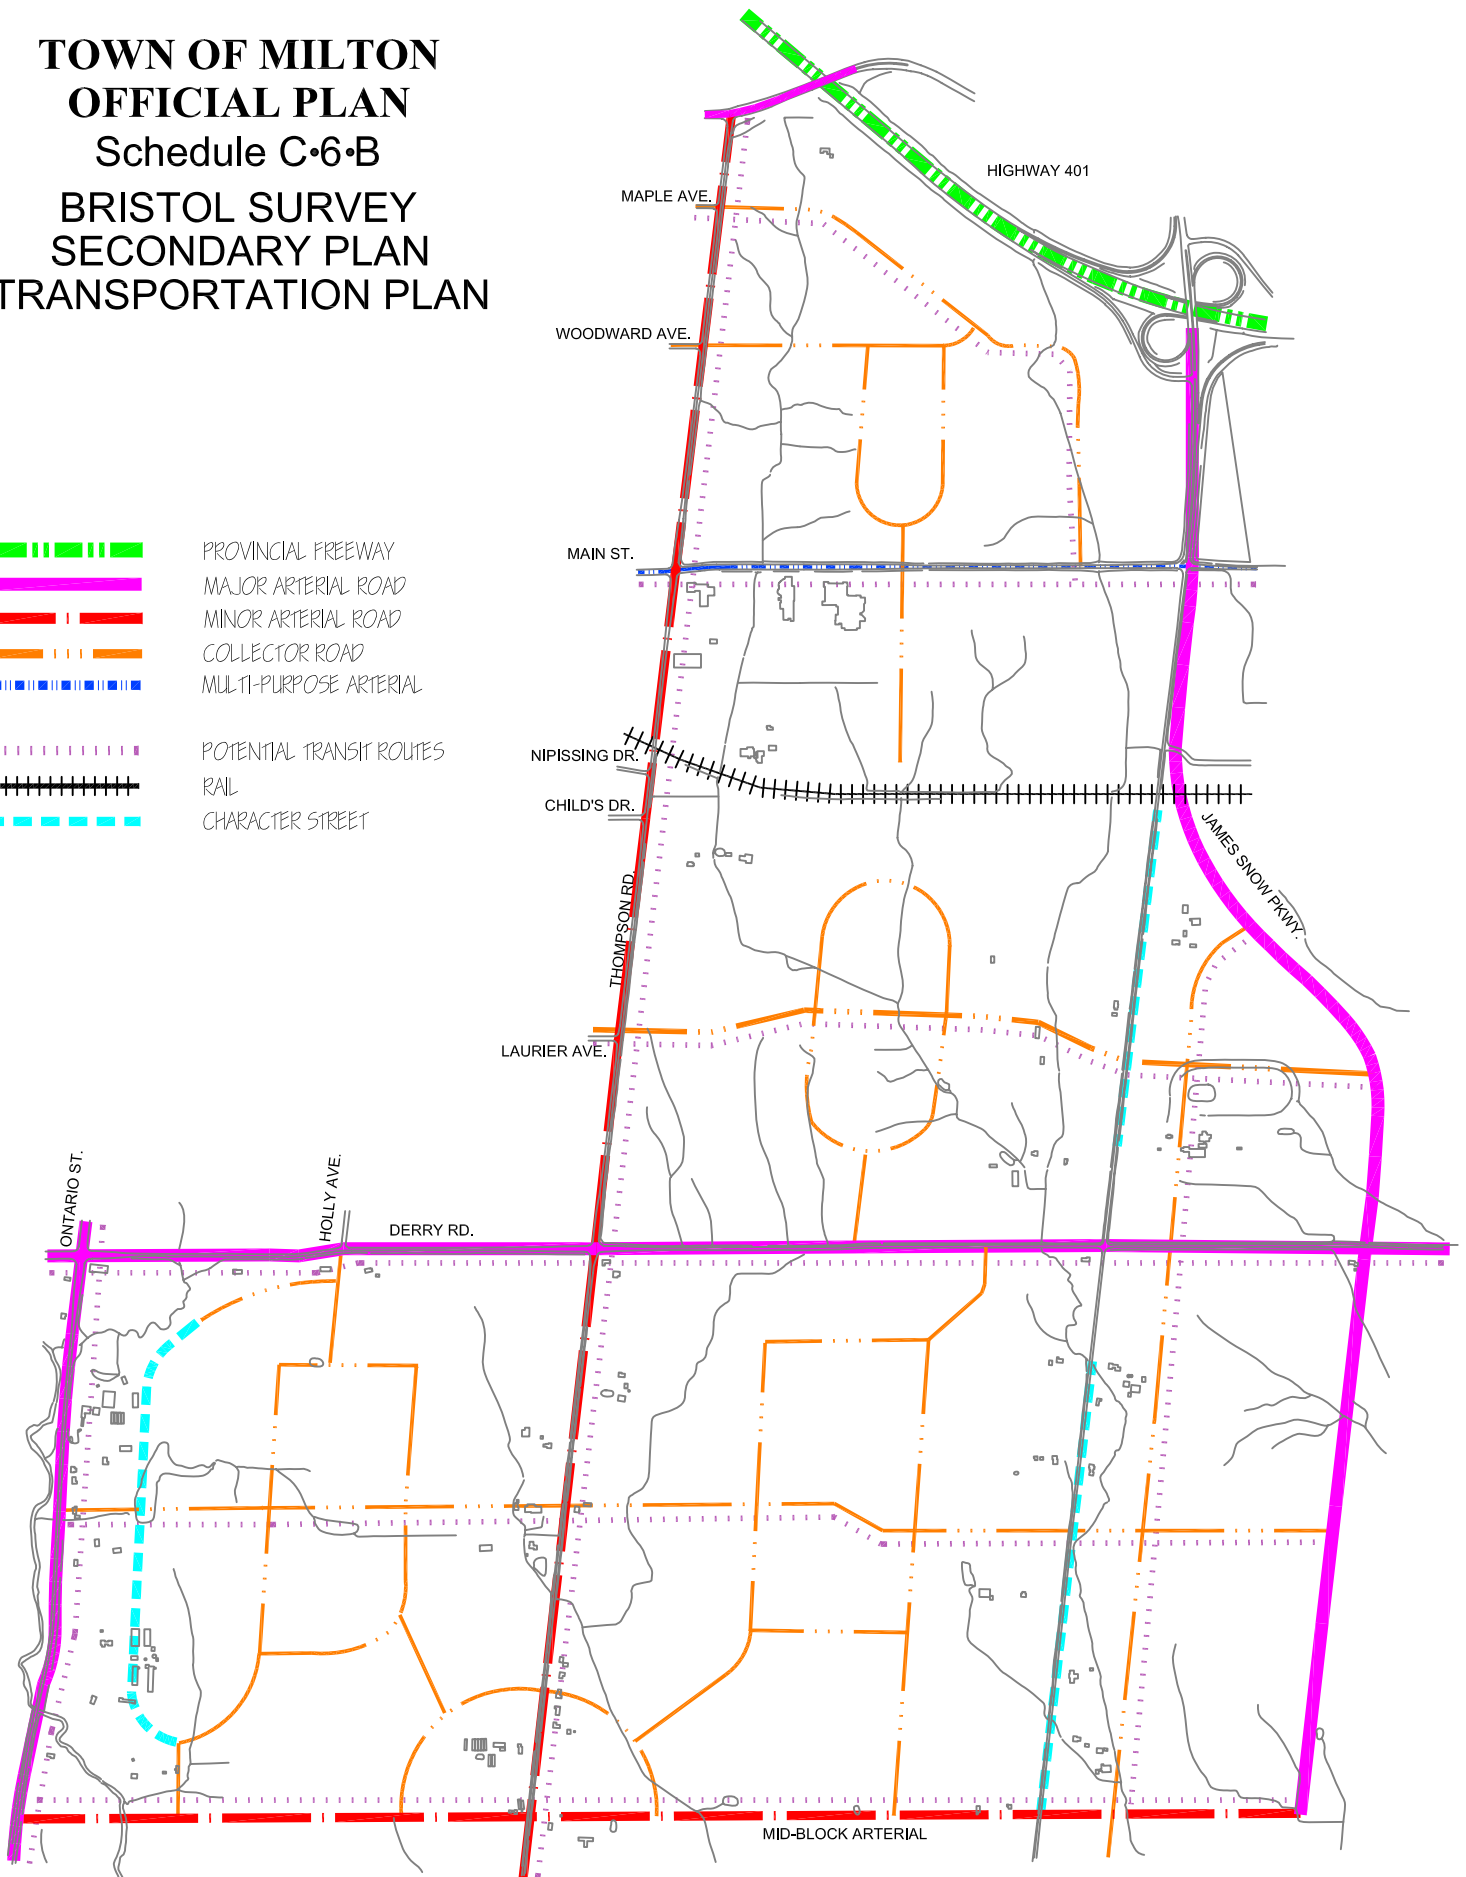 TOWN OF MILTON
OFFICIAL PLAN
Schedule C•6•B
BRISTOL SURVEY
SECONDARY PLAN
TRANSPORTATION PLAN
HIGHWAY 401
MAPLE AVE.
WOODWARD AVE.
MAIN ST.
PROVINCIAL FREEWAY
MAJOR ARTERIAL ROAD
MINOR ARTERIAL ROAD
COLLECTOR ROAD
MULTI-PURPOSE ARTERIAL
POTENTIAL TRANSIT ROUTES
RAIL
CHARACTER STREET
NIPISSING DR.
CHILD'S DR.
JAMES SNOW PKWY.
THOMPSON RD.
LAURIER AVE.
ONTARIO ST.
HOLLY AVE.
DERRY RD.
MID-BLOCK ARTERIAL